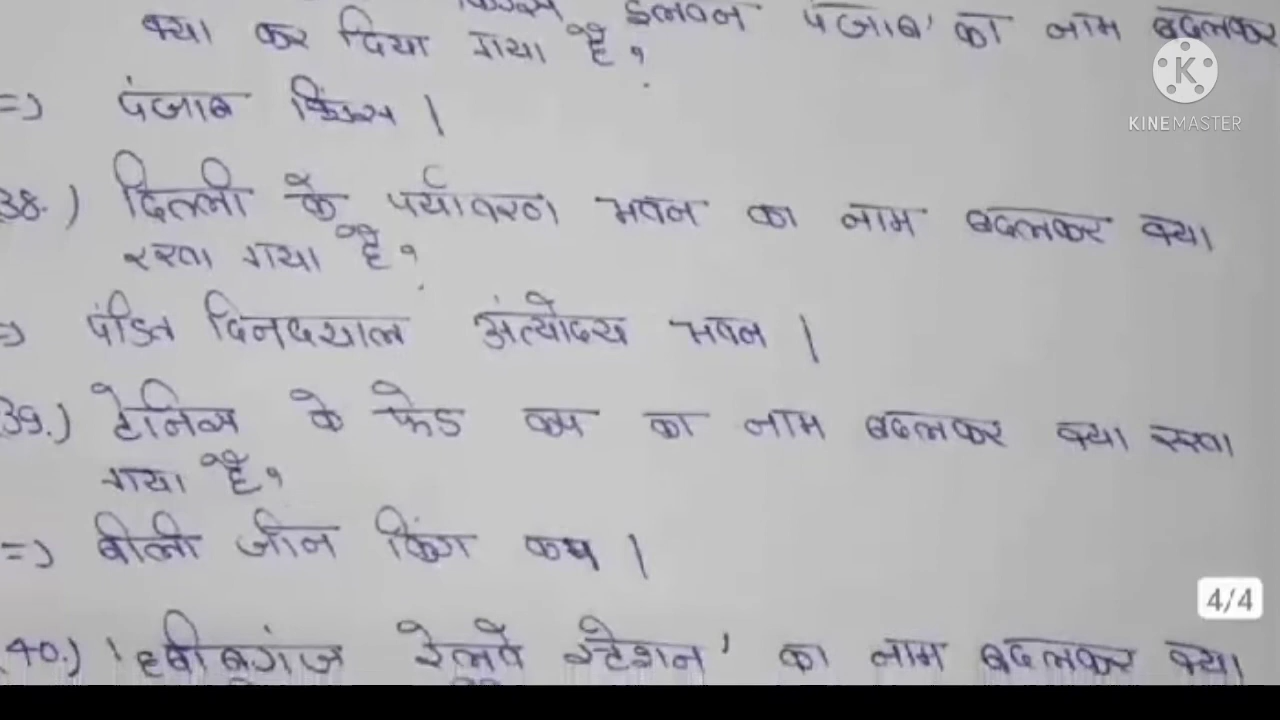 इलेवन पंजाब' का नाम बदलकर
क्या कर दिया गया है?
=> पंजाब किंग्स |
38.) दिल्ली के पर्यावरण भवन का नाम बदलकर क्या
रखा गया है?
=> पंडित दिनदयाल अंत्योदय भवन |
39.) टेनिस के फेड कप का नाम बदलकर क्या रखा
गया है?
=> बीली जीन किंग कप |
40.) 'हबीबगंज रेलवे स्टेशन' का नाम बदलकर क्या
K
KINEMASTER
4/4